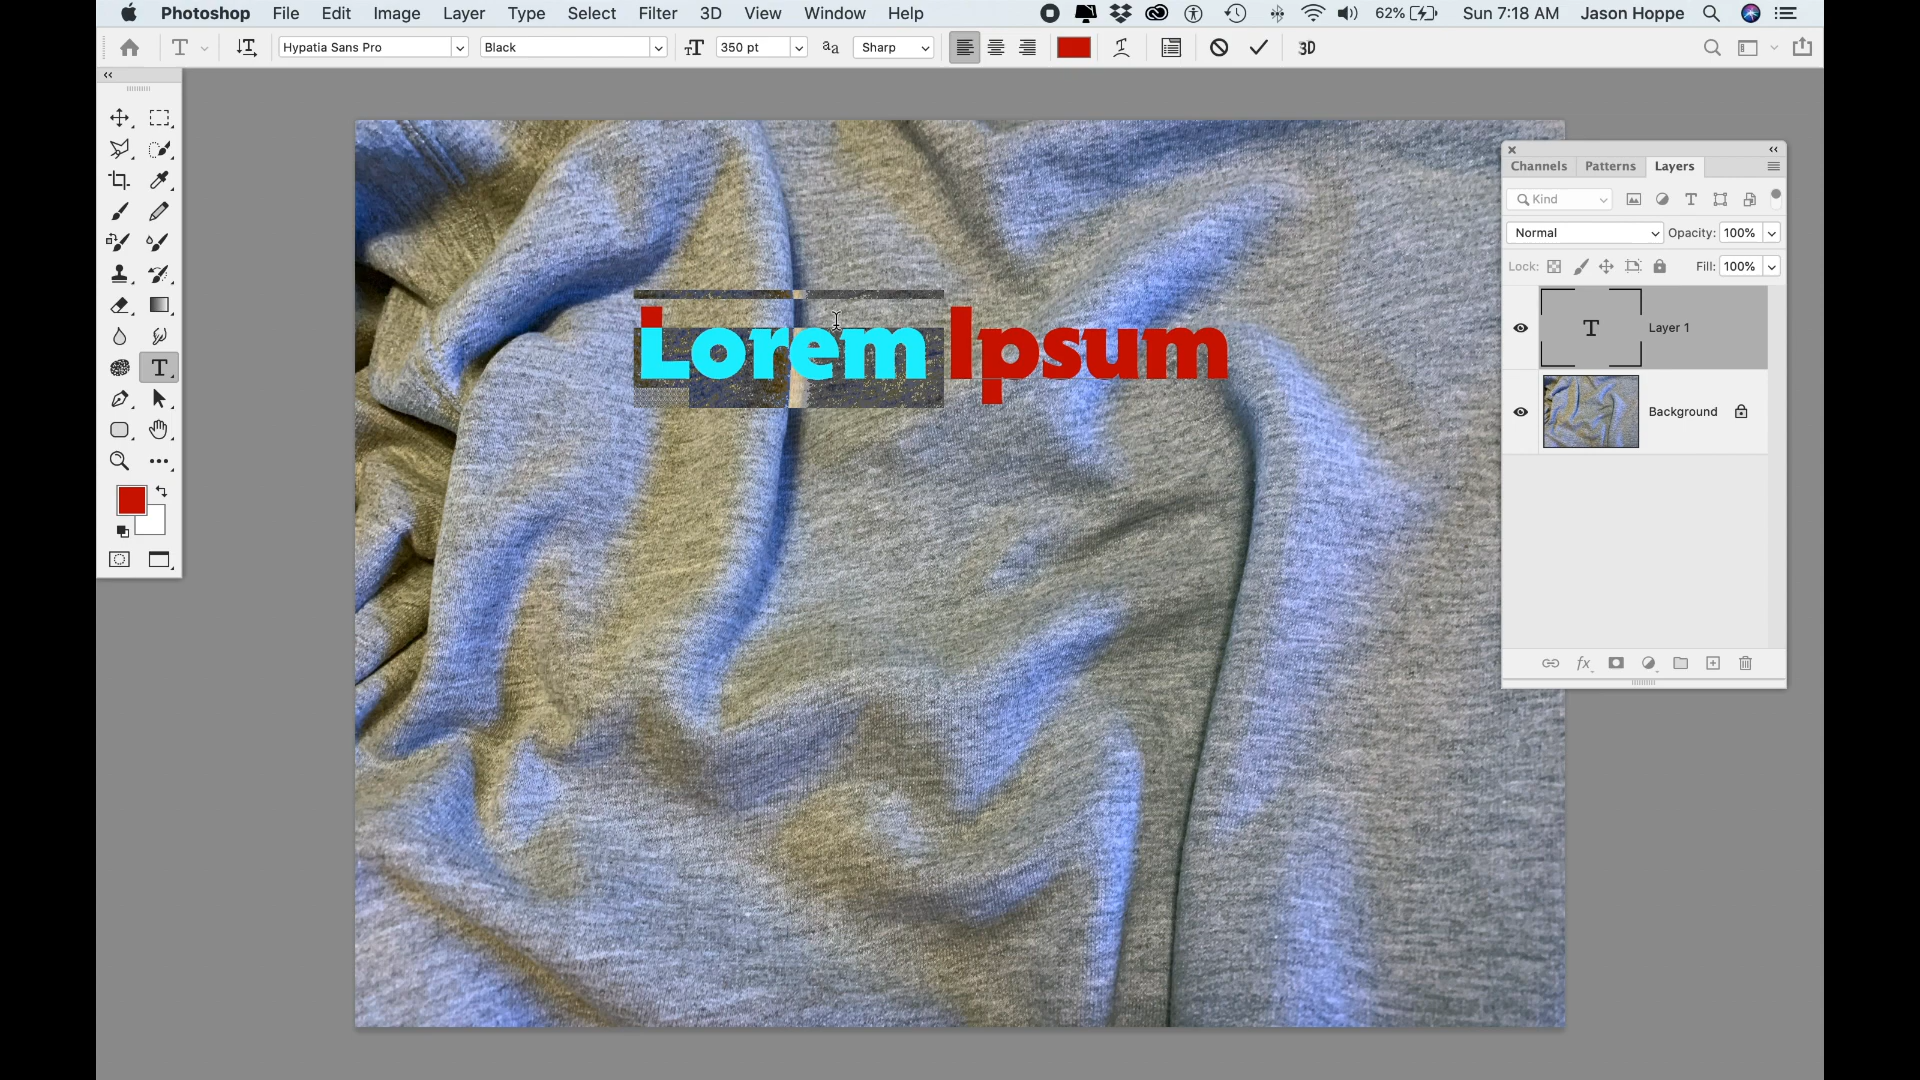 Photoshop File Edit Image Layer Type Select Filter 3D View Window Help 62% Sun 7:18 AM Jason Hoppe
T Hypatia Sans Pro Black 350 pt Sharp 3D
Channels Patterns Layers
Kind
Normal Opacity: 100%
Lock: Fill: 100%
Lorem Ipsum
T Layer 1
Background
fx